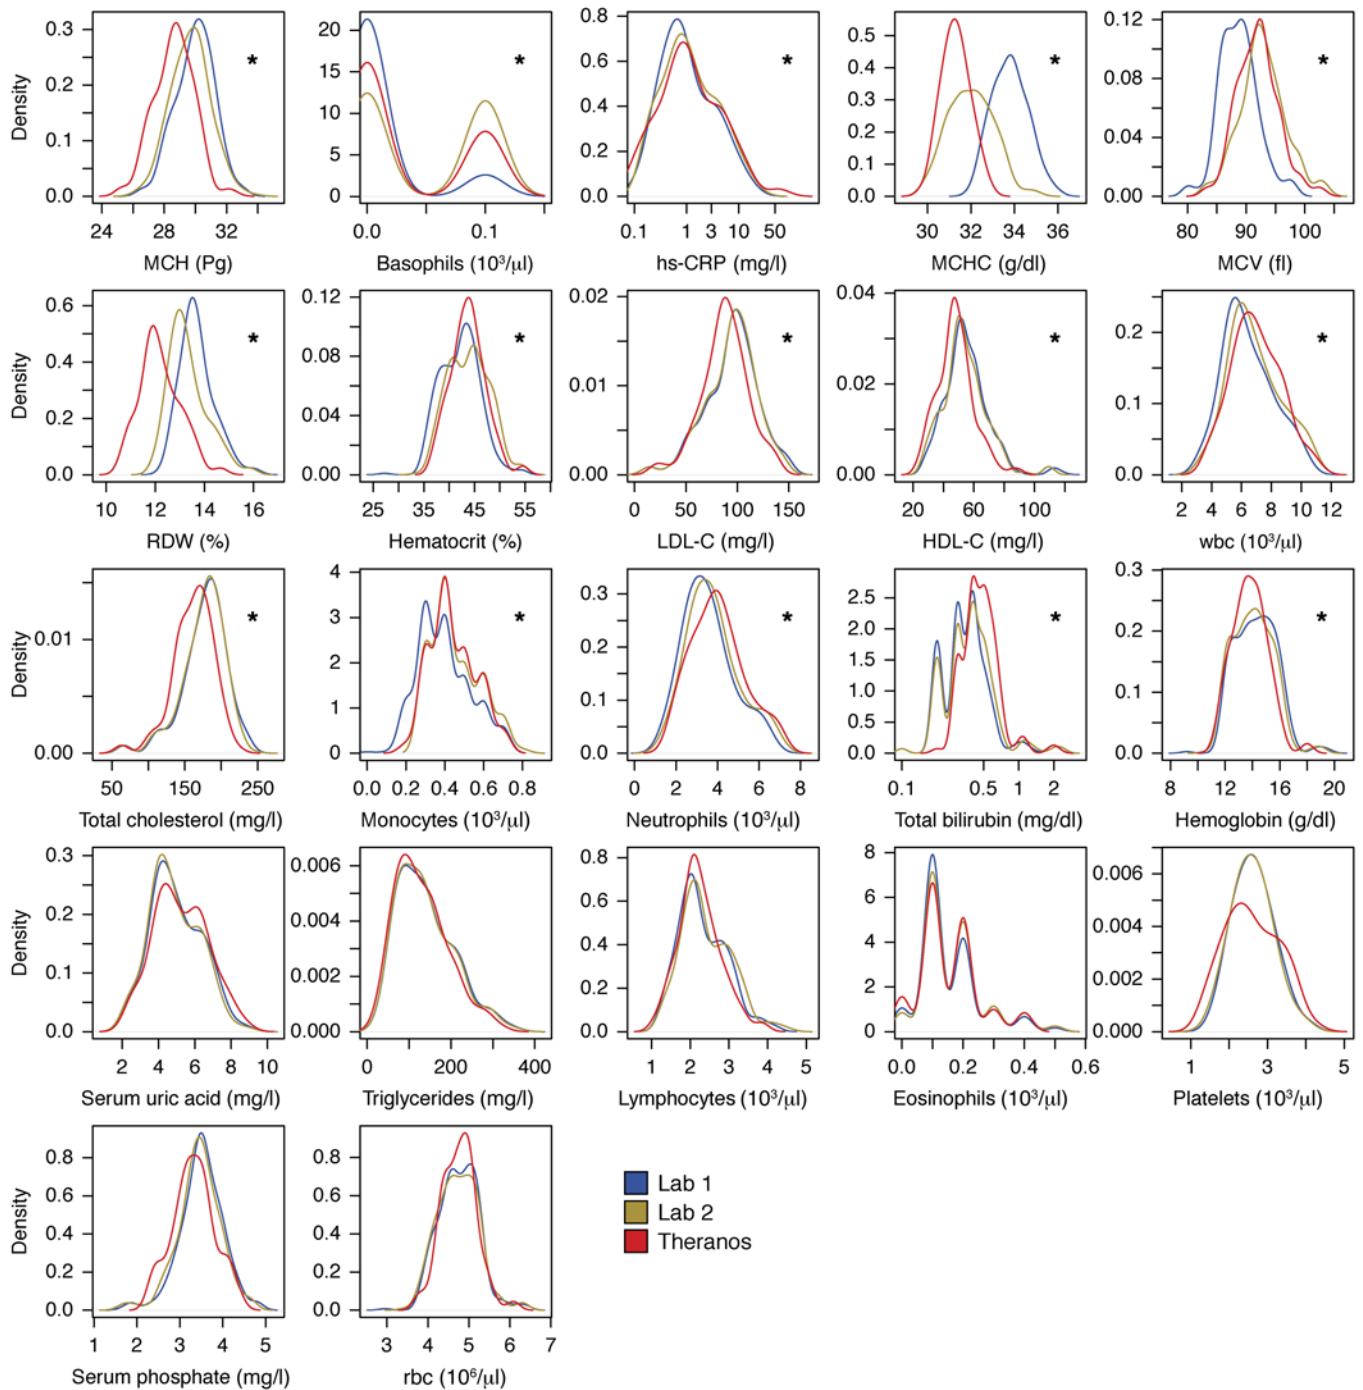 Density
0.3
0.2
0.1
0.0
*
24 28 32
MCH (Pg)
20
15
10
5
0
*
0.0 0.1
Basophils (10³/μl)
0.8
0.6
0.4
0.2
0.0
*
0.1 1 3 10 50
hs-CRP (mg/l)
0.5
0.4
0.3
0.2
0.1
0.0
*
30 32 34 36
MCHC (g/dl)
0.12
0.08
0.04
0.00
*
80 90 100
MCV (fl)
Density
0.6
0.4
0.2
0.0
*
10 12 14 16
RDW (%)
0.12
0.08
0.04
0.00
*
25 35 45 55
Hematocrit (%)
0.02
0.01
0.00
*
0 50 100 150
LDL-C (mg/l)
0.04
0.02
0.00
*
20 60 100
HDL-C (mg/l)
0.2
0.1
0.0
*
2 4 6 8 10 12
wbc (10³/μl)
Density
0.01
0.00
*
50 150 250
Total cholesterol (mg/l)
4
3
2
1
0
*
0.0 0.2 0.4 0.6 0.8
Monocytes (10³/μl)
0.3
0.2
0.1
0.0
*
0 2 4 6 8
Neutrophils (10³/μl)
2.5
2.0
1.5
1.0
0.5
0.0
*
0.1 0.5 1 2
Total bilirubin (mg/dl)
0.3
0.2
0.1
0.0
*
8 12 16 20
Hemoglobin (g/dl)
Density
0.3
0.2
0.1
0.0
2 4 6 8 10
Serum uric acid (mg/l)
0.006
0.004
0.002
0.000
0 200 400
Triglycerides (mg/l)
0.8
0.6
0.4
0.2
0.0
1 2 3 4 5
Lymphocytes (10³/μl)
8
6
4
2
0
0.0 0.2 0.4 0.6
Eosinophils (10³/μl)
0.006
0.004
0.002
0.000
1 3 5
Platelets (10³/μl)
Density
0.8
0.6
0.4
0.2
0.0
1 2 3 4 5
Serum phosphate (mg/l)
0.8
0.6
0.4
0.2
0.0
3 4 5 6 7
rbc (10⁶/μl)
Lab 1
Lab 2
Theranos